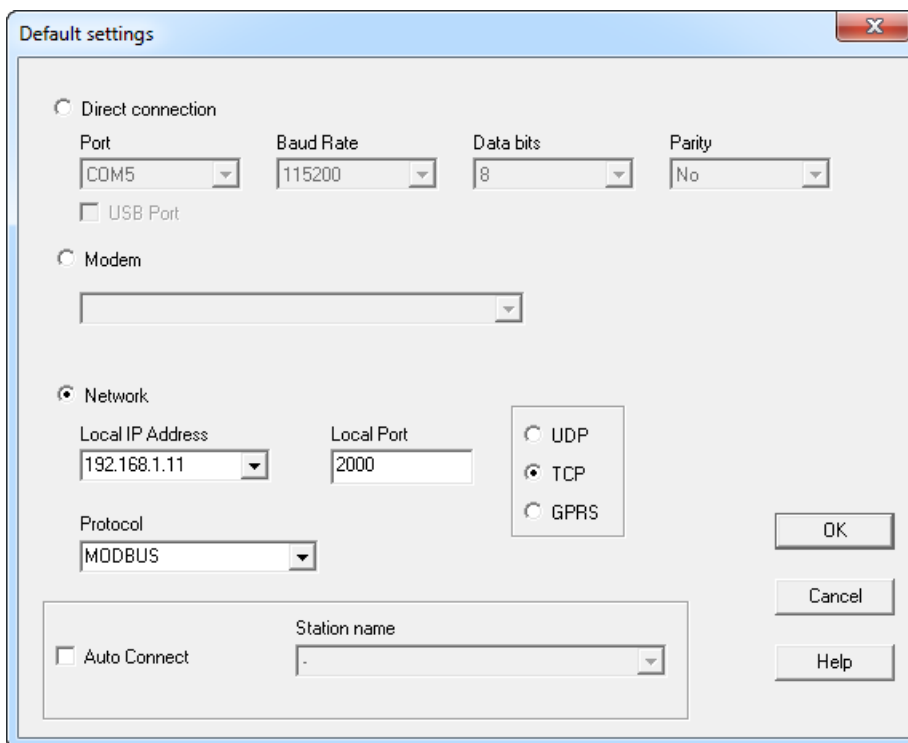 Default settings
Direct connection
Port Baud Rate Data bits Parity
COM5 115200 8 No
USB Port
Modem
Network
Local IP Address Local Port
192.168.1.11 2000
UDP
TCP
GPRS
Protocol
MODBUS
OK
Cancel
Help
Station name
Auto Connect
-